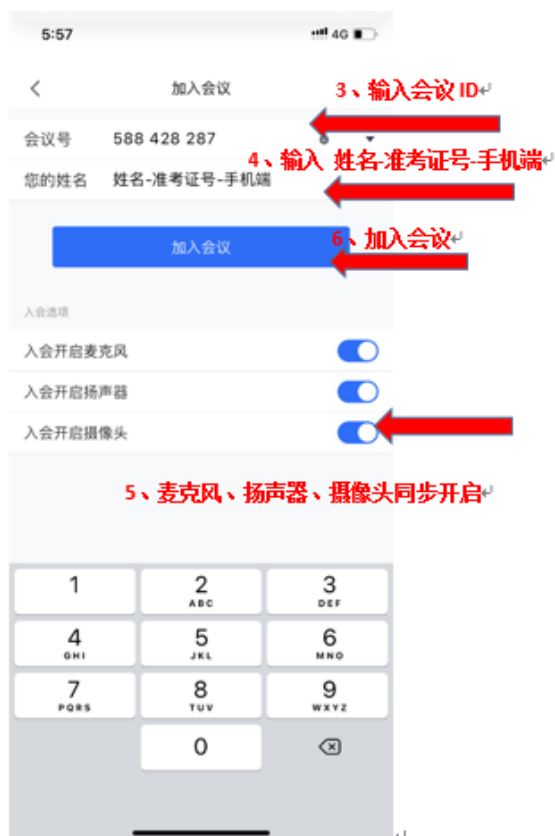 5:57 4G
加入会议
3、输入会议 ID
会议号 588 428 287
4、输入 姓名-准考证号-手机端
您的姓名 姓名-准考证号-手机端
加入会议
6、加入会议
入会选项
入会开启麦克风
入会开启扬声器
入会开启摄像头
5、麦克风、扬声器、摄像头同步开启
1 2 3
ABC DEF
4 5 6
GHI JKL MNO
7 8 9
PQRS TUV WXYZ
0